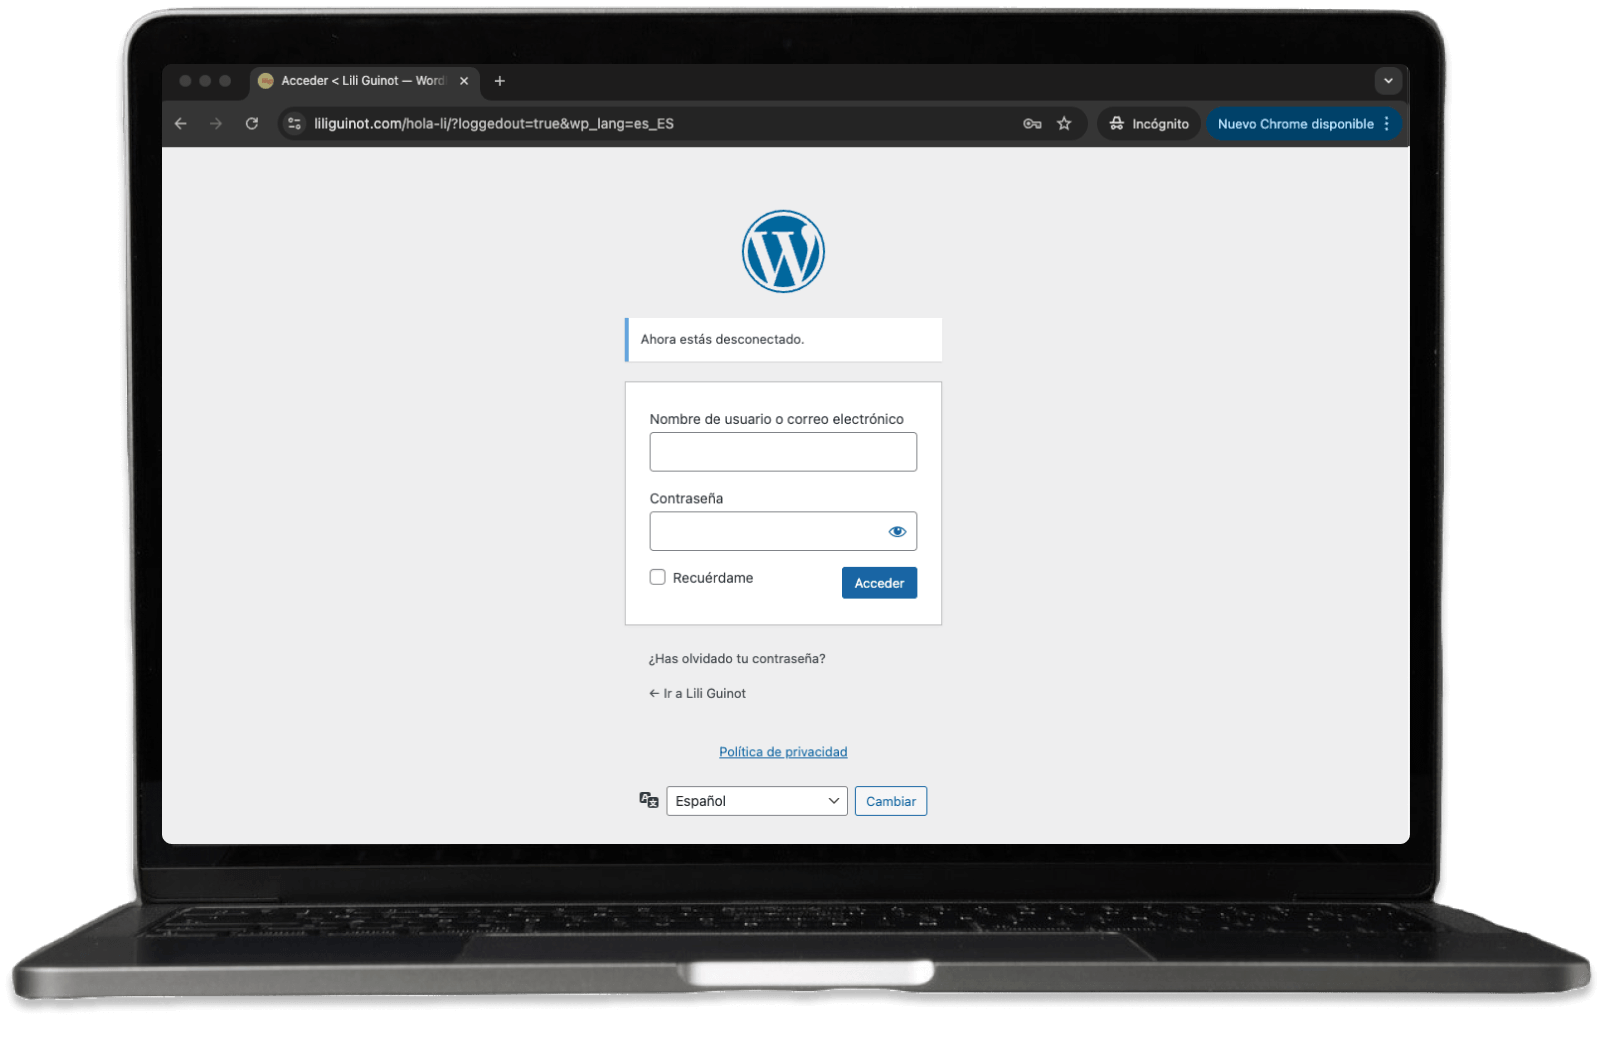 Acceder < Lili Guinot — Word
liliguinot.com/hola-li/?loggedout=true&wp_lang=es_ES
Incógnito
Nuevo Chrome disponible
Ahora estás desconectado.
Nombre de usuario o correo electrónico
Contraseña
Recuérdame
Acceder
¿Has olvidado tu contraseña?
← Ir a Lili Guinot
Política de privacidad
Español
Cambiar